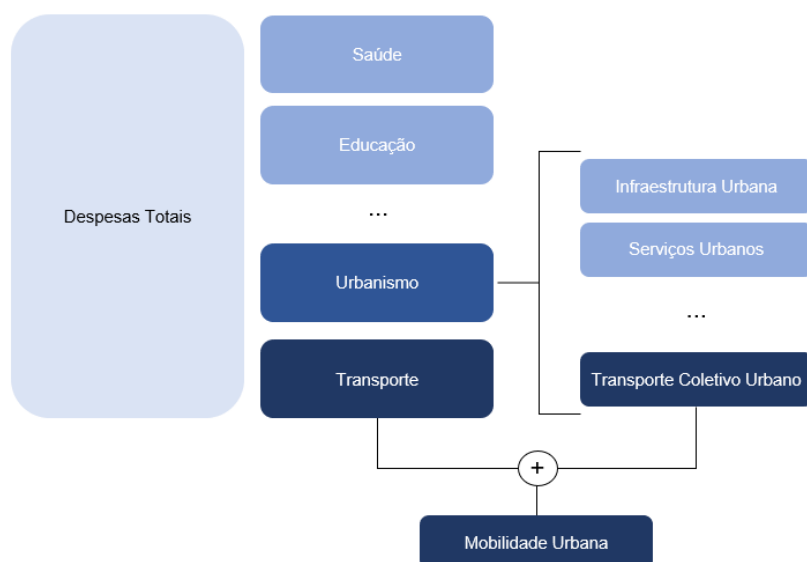 Despesas Totais
Saúde
Educação
...
Urbanismo
Transporte
Infraestrutura Urbana
Serviços Urbanos
...
Transporte Coletivo Urbano
+
Mobilidade Urbana